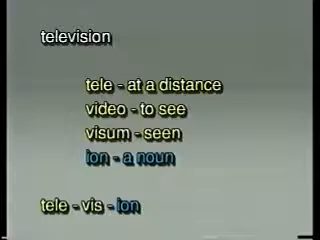 television
tele - at a distance
video - to see
visum - seen
ion - a noun
tele - vis - ion